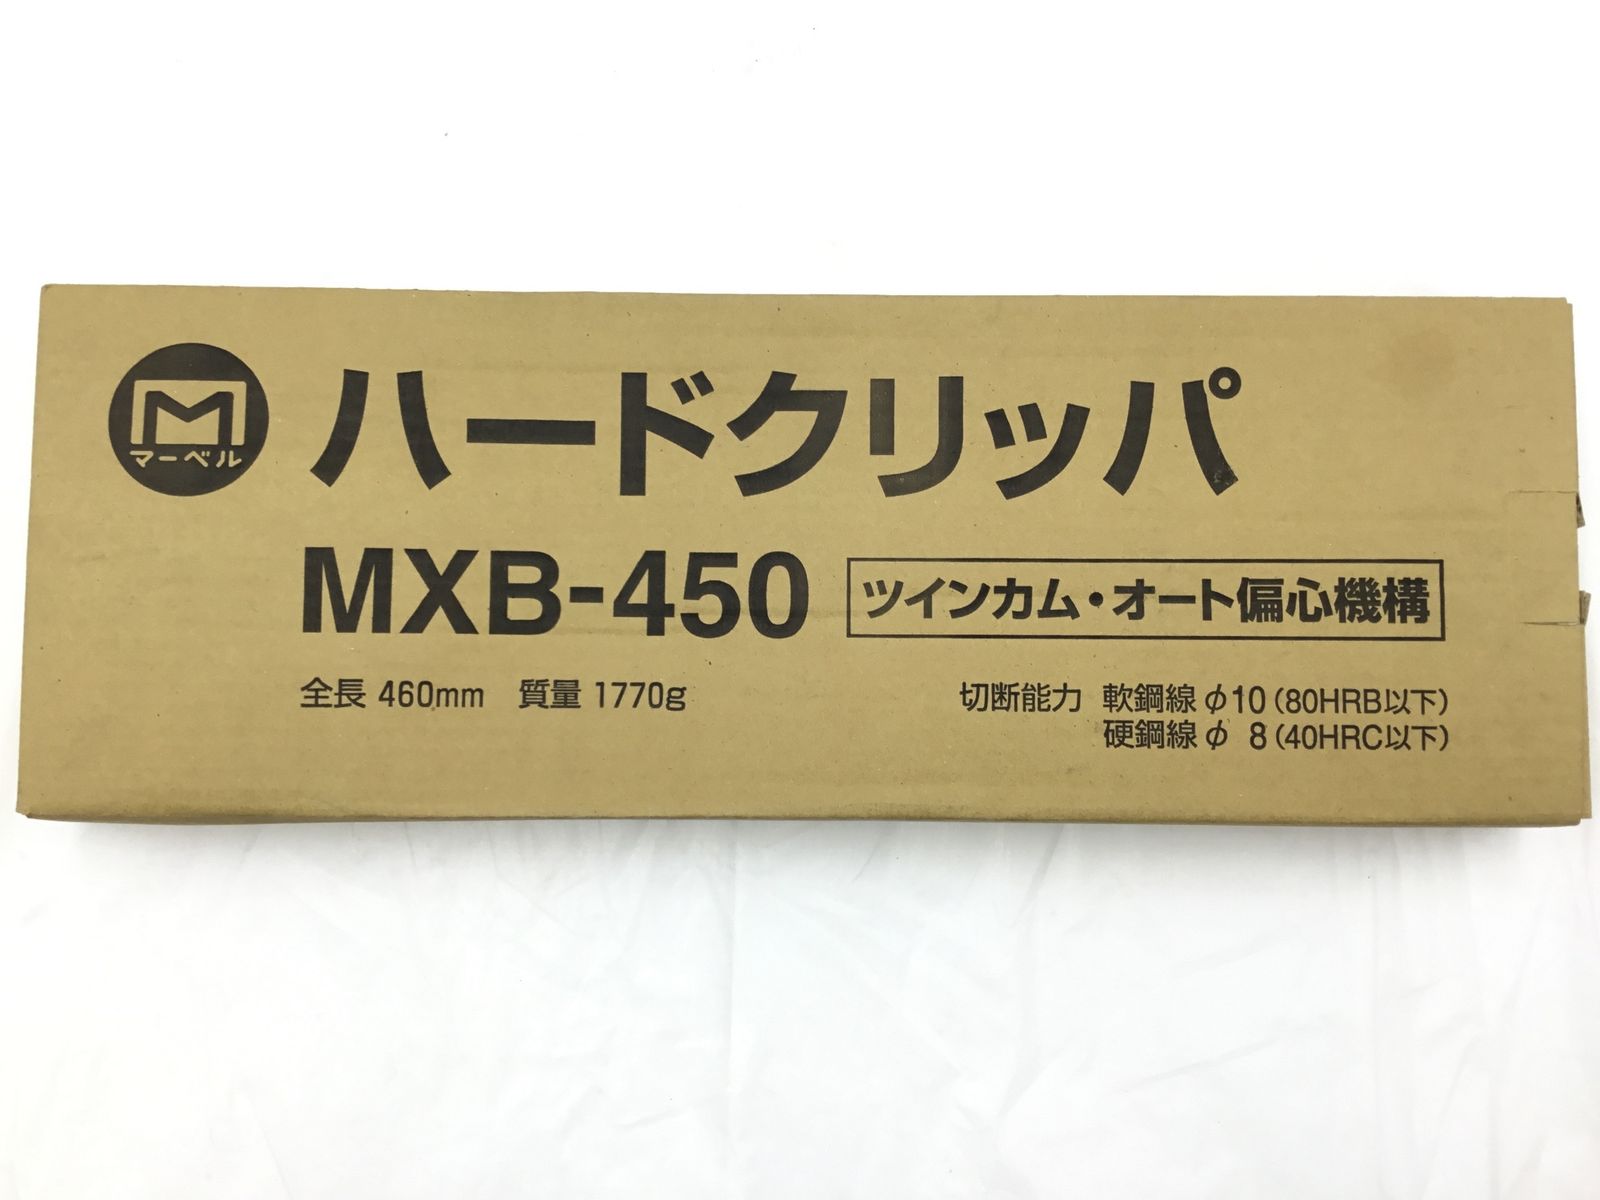 M
マーベル
ハードクリッパ
MXB-450 ツインカム・オート偏心機構
全長 460mm 質量 1770g 切断能力 軟鋼線 φ10（80HRB以下）
硬鋼線 φ 8（40HRC以下）